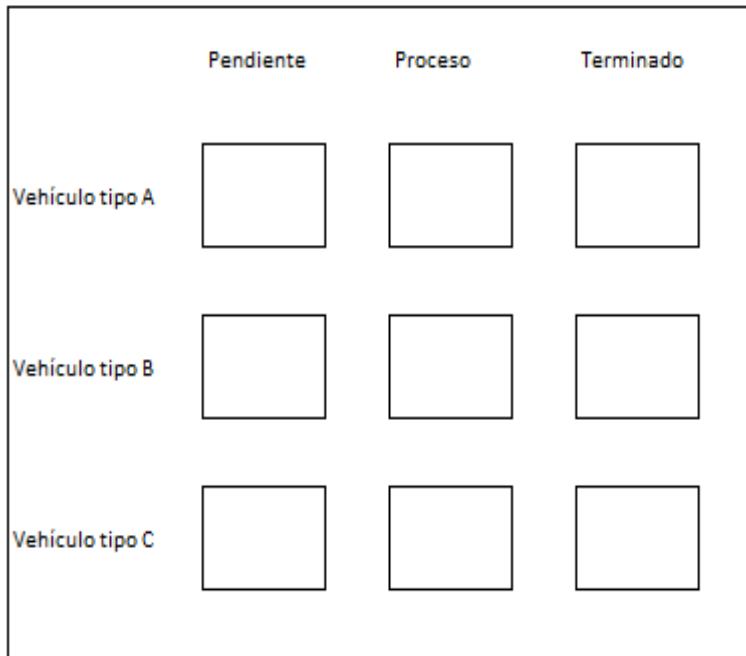 Pendiente Proceso Terminado
Vehículo tipo A
Vehículo tipo B
Vehículo tipo C